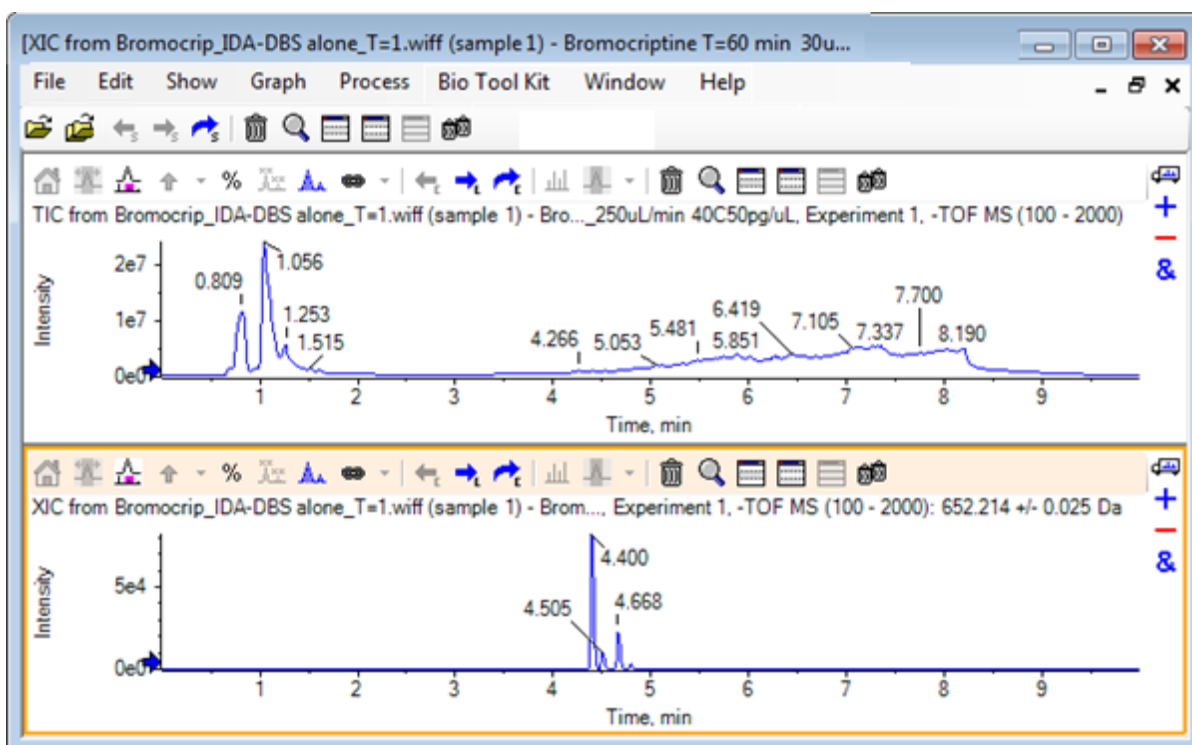 [XIC from Bromocrip_IDA-DBS alone_T=1.wiff (sample 1) - Bromocriptine T=60 min 30u...
File Edit Show Graph Process Bio Tool Kit Window Help
TIC from Bromocrip_IDA-DBS alone_T=1.wiff (sample 1) - Bro..._250uL/min 40C50pg/uL, Experiment 1, -TOF MS (100 - 2000)
Intensity
2e7
1e7
0e0
0.809
1.056
1.253
1.515
4.266
5.053
5.481
5.851
6.419
7.105
7.337
7.700
8.190
1 2 3 4 5 6 7 8 9
Time, min
XIC from Bromocrip_IDA-DBS alone_T=1.wiff (sample 1) - Brom..., Experiment 1, -TOF MS (100 - 2000): 652.214 +/- 0.025 Da
Intensity
5e4
0e0
4.400
4.505
4.668
1 2 3 4 5 6 7 8 9
Time, min